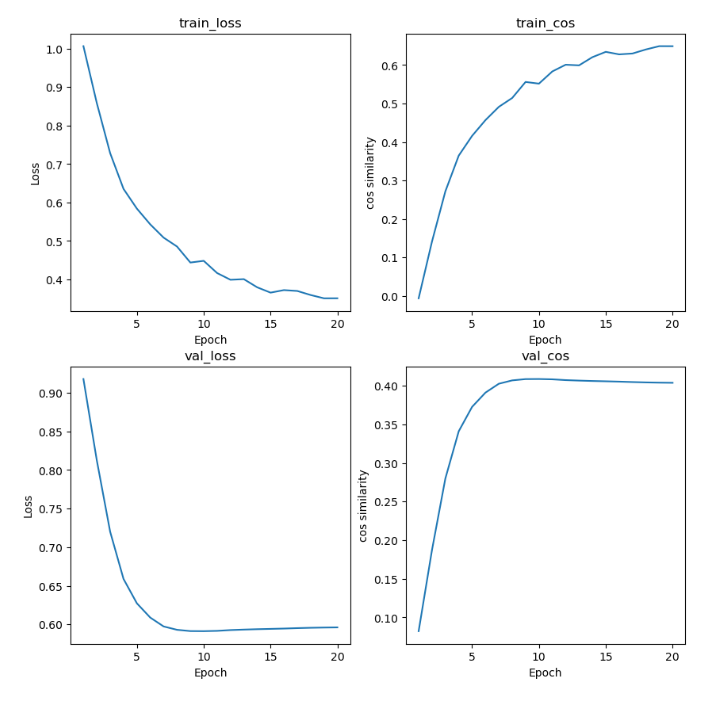 train_loss
1.0
0.9
0.8
0.7
0.6
0.5
0.4
Loss
5 10 15 20
Epoch
train_cos
0.6
0.5
0.4
0.3
0.2
0.1
0.0
cos similarity
5 10 15 20
Epoch
val_loss
0.90
0.85
0.80
0.75
0.70
0.65
0.60
Loss
5 10 15 20
Epoch
val_cos
0.40
0.35
0.30
0.25
0.20
0.15
0.10
cos similarity
5 10 15 20
Epoch